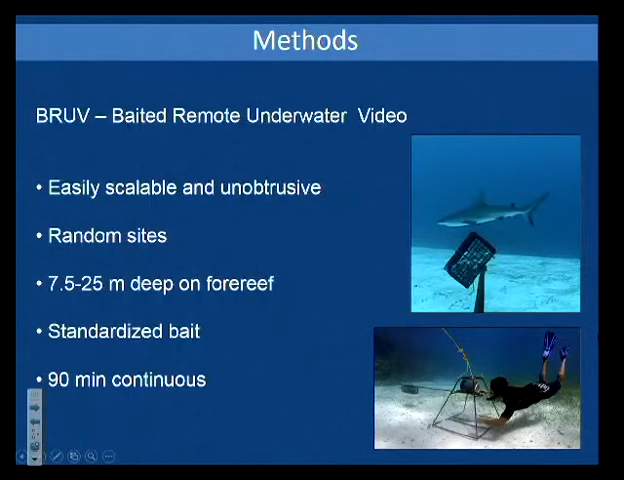 Methods
BRUV – Baited Remote Underwater Video
• Easily scalable and unobtrusive
• Random sites
• 7.5-25 m deep on forereef
• Standardized bait
• 90 min continuous